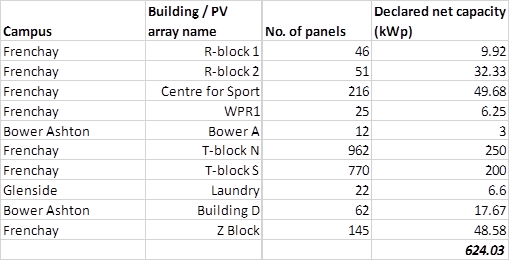 Campus Building / PV array name No. of panels Declared net capacity (kWp)
Frenchay R-block 1 46 9.92
Frenchay R-block 2 51 32.33
Frenchay Centre for Sport 216 49.68
Frenchay WPR1 25 6.25
Bower Ashton Bower A 12 3
Frenchay T-block N 962 250
Frenchay T-block S 770 200
Glenside Laundry 22 6.6
Bower Ashton Building D 62 17.67
Frenchay Z Block 145 48.58
624.03